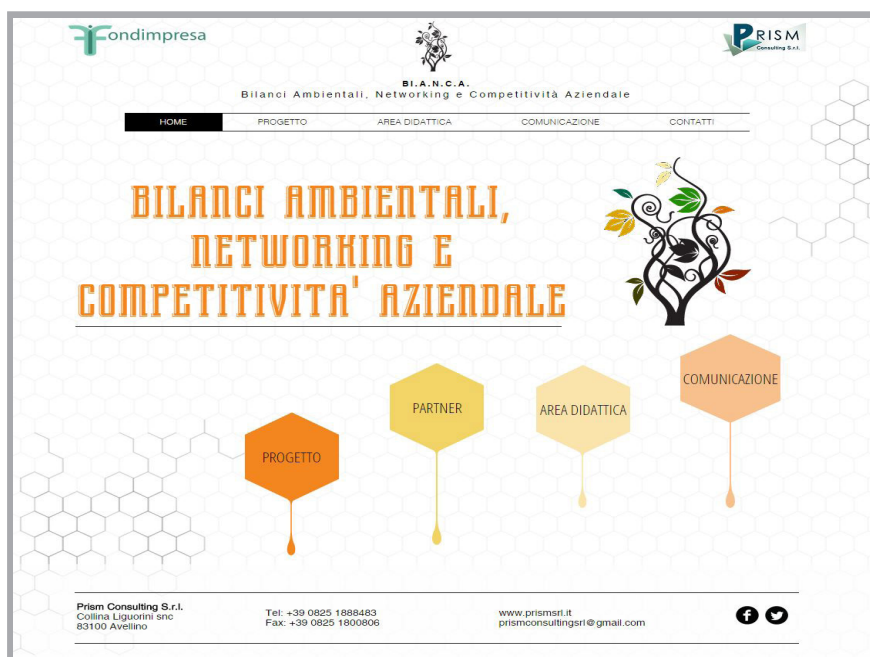 Fondimpresa
PRISM
Consulting S.r.l.
BI.A.N.C.A.
Bilanci Ambientali, Networking e Competitività Aziendale
HOME PROGETTO AREA DIDATTICA COMUNICAZIONE CONTATTI
BILANCI AMBIENTALI,
NETWORKING E
COMPETITIVITA' AZIENDALE
COMUNICAZIONE
PARTNER
AREA DIDATTICA
PROGETTO
Prism Consulting S.r.l.
Collina Liguorini snc
83100 Avellino
Tel: +39 0825 1888483
Fax: +39 0825 1800806
www.prismsrl.it
prismconsultingsrl@gmail.com